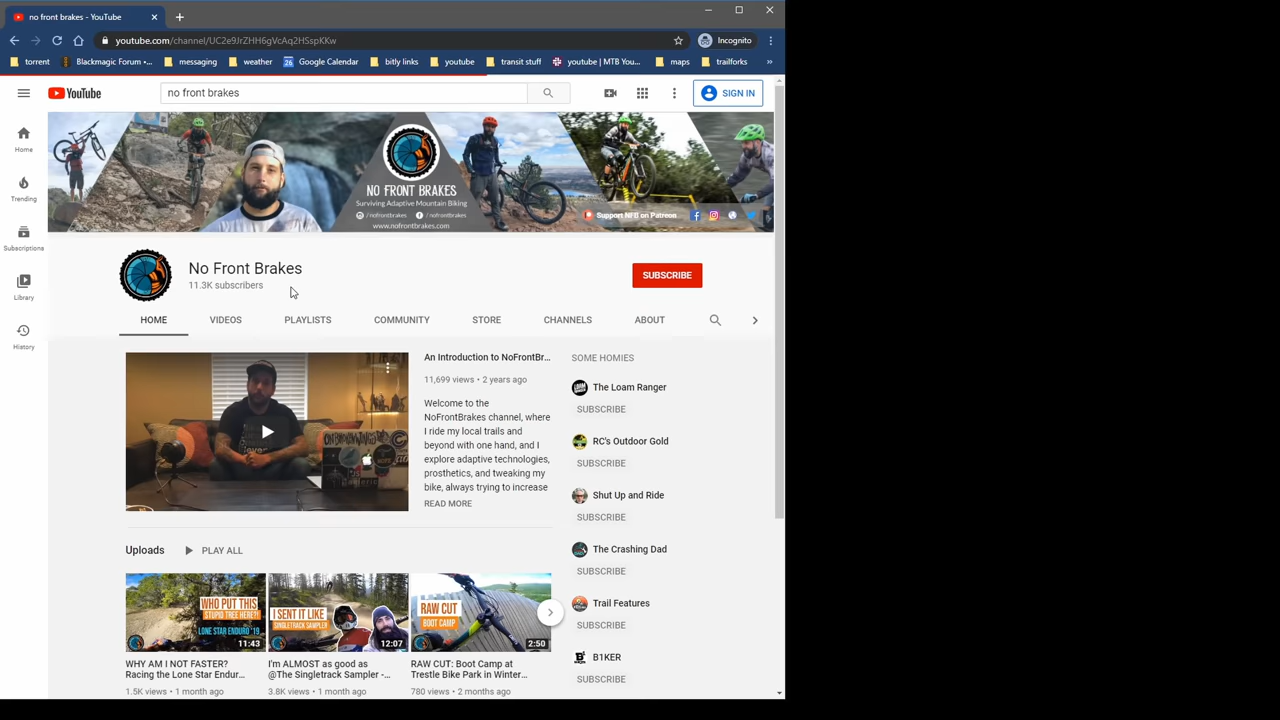 no front brakes - YouTube
youtube.com/channel/UC2e9JrZHH6gVcAq2HSspKKw
Incognito
torrent
Blackmagic Forum •...
messaging
weather
26
Google Calendar
bitly links
youtube
transit stuff
youtube | MTB You...
maps
trailforks
»
YouTube
no front brakes
SIGN IN
Home
Trending
Subscriptions
Library
History
NO FRONT BRAKES
Surviving Adaptive Mountain Biking
/nofrontbrakes
/nofrontbrakes
www.nofrontbrakes.com
Support NFB on Patreon
No Front Brakes
11.3K subscribers
SUBSCRIBE
HOME
VIDEOS
PLAYLISTS
COMMUNITY
STORE
CHANNELS
ABOUT
An Introduction to NoFrontBr...
11,699 views • 2 years ago
Welcome to the
NoFrontBrakes channel, where
I ride my local trails and
beyond with one hand, and I
explore adaptive technologies,
prosthetics, and tweaking my
bike, always trying to increase
READ MORE
SOME HOMIES
The Loam Ranger
SUBSCRIBE
RC's Outdoor Gold
SUBSCRIBE
Shut Up and Ride
SUBSCRIBE
The Crashing Dad
SUBSCRIBE
Trail Features
SUBSCRIBE
B1KER
SUBSCRIBE
Uploads
PLAY ALL
WHO PUT THIS
STUPID TREE HERE?!
LONE STAR ENDURO '19
11:43
WHY AM I NOT FASTER?
Racing the Lone Star Endur...
1.5K views • 1 month ago
I SENT IT LIKE
SINGLETRACK SAMPLER
12:07
I'm ALMOST as good as
@The Singletrack Sampler -...
3.8K views • 1 month ago
RAW CUT
BOOT CAMP
2:50
RAW CUT: Boot Camp at
Trestle Bike Park in Winter...
780 views • 2 months ago